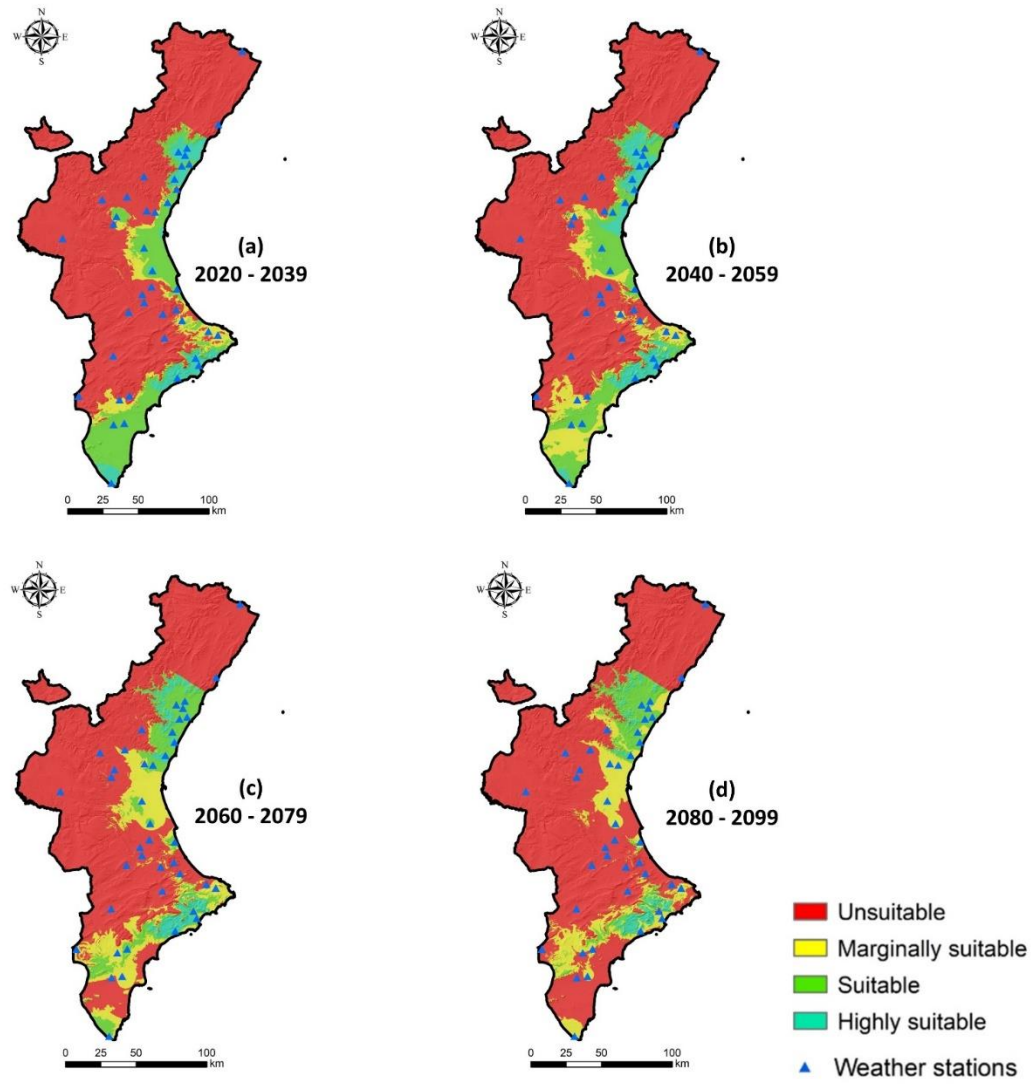 N
W E
S
(a)
2020 - 2039
0 25 50 100
km
N
W E
S
(b)
2040 - 2059
0 25 50 100
km
N
W E
S
(c)
2060 - 2079
0 25 50 100
km
N
W E
S
(d)
2080 - 2099
0 25 50 100
km
Unsuitable
Marginally suitable
Suitable
Highly suitable
Weather stations